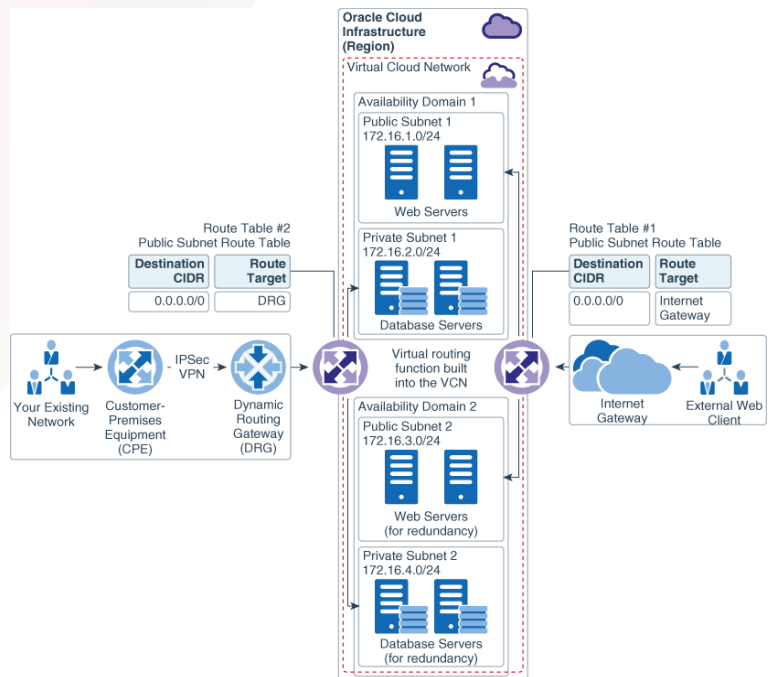 Oracle Cloud
Infrastructure
(Region)
Virtual Cloud Network
Availability Domain 1
Public Subnet 1
172.16.1.0/24
Web Servers
Private Subnet 1
172.16.2.0/24
Database Servers
Route Table #2
Public Subnet Route Table
Destination
CIDR
Route
Target
0.0.0.0/0
DRG
Route Table #1
Public Subnet Route Table
Destination
CIDR
Route
Target
0.0.0.0/0
Internet
Gateway
Your Existing
Network
Customer-
Premises
Equipment
(CPE)
IPSec
VPN
Dynamic
Routing
Gateway
(DRG)
Virtual routing
function built
into the VCN
Internet
Gateway
External Web
Client
Availability Domain 2
Public Subnet 2
172.16.3.0/24
Web Servers
(for redundancy)
Private Subnet 2
172.16.4.0/24
Database Servers
(for redundancy)